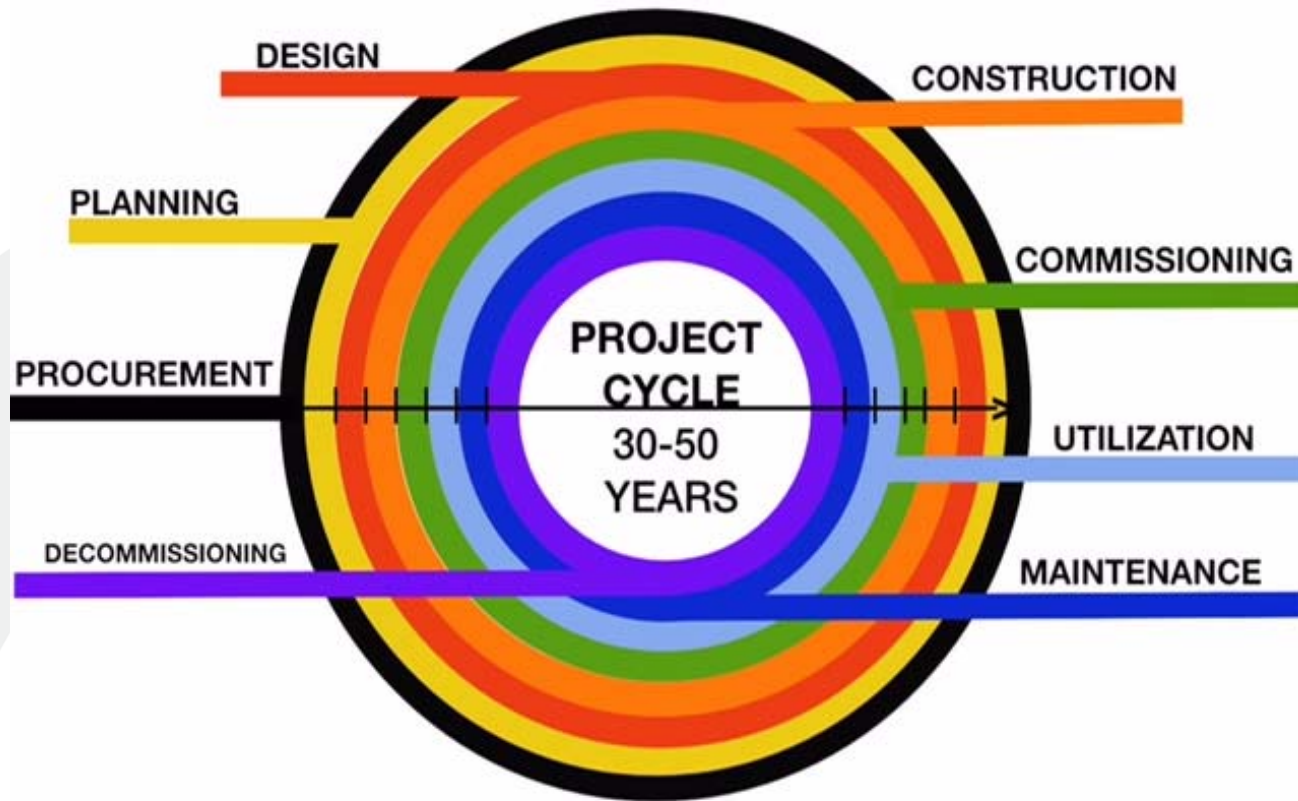 DESIGN
CONSTRUCTION
PLANNING
COMMISSIONING
PROCUREMENT
PROJECT
CYCLE
30-50
YEARS
UTILIZATION
DECOMMISSIONING
MAINTENANCE